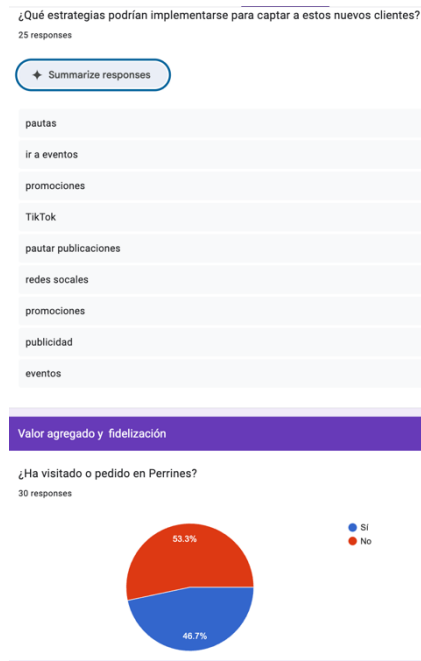 ¿Qué estrategias podrían implementarse para captar a estos nuevos clientes?
25 responses
Summarize responses
pautas
ir a eventos
promociones
TikTok
pautar publicaciones
redes socales
promociones
publicidad
eventos
Valor agregado y fidelización
¿Ha visitado o pedido en Perrines?
30 responses
53.3%
46.7%
Sí
No